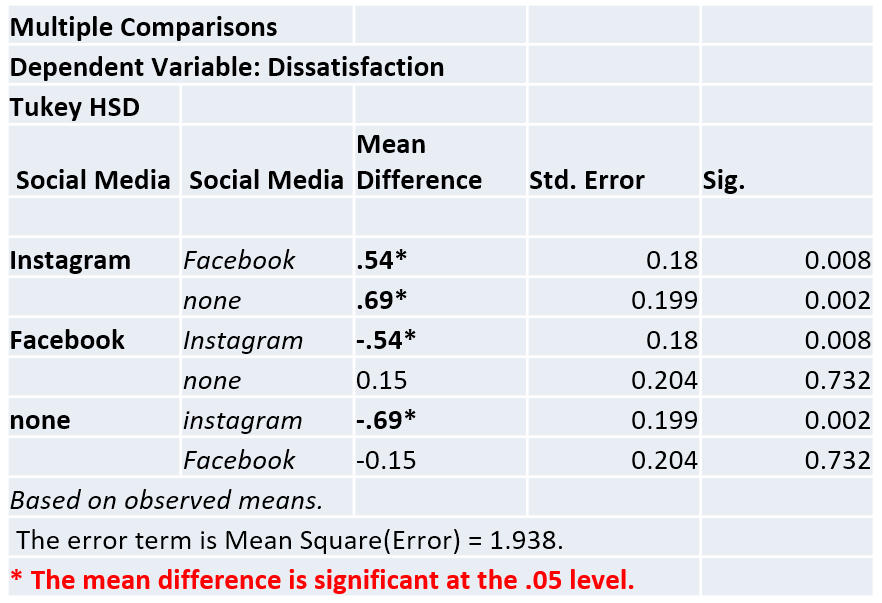 Multiple Comparisons
Dependent Variable: Dissatisfaction
Tukey HSD
Social Media Social Media Mean Difference Std. Error Sig.
Instagram Facebook .54* 0.18 0.008
none .69* 0.199 0.002
Facebook Instagram -.54* 0.18 0.008
none 0.15 0.204 0.732
none instagram -.69* 0.199 0.002
Facebook -0.15 0.204 0.732
Based on observed means.
The error term is Mean Square(Error) = 1.938.
* The mean difference is significant at the .05 level.